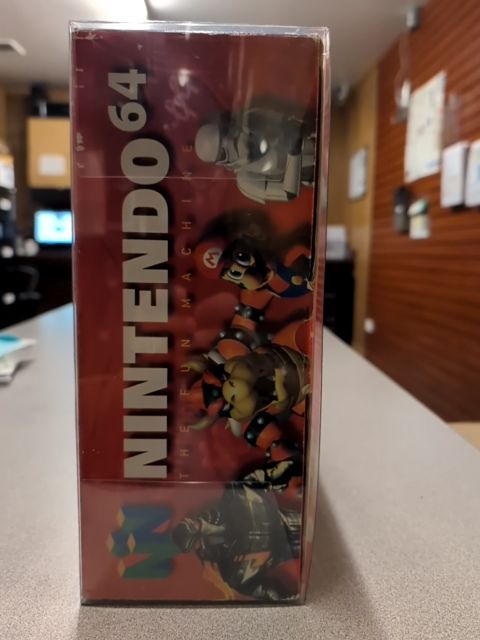 NINTENDO 64
THE FUN MACHINE
M